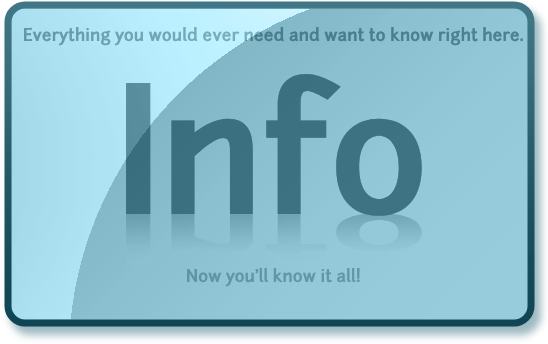 Everything you would ever need and want to know right here.
Info
Now you'll know it all!